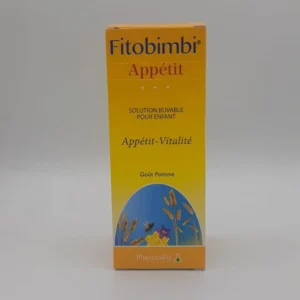 Fitobimbi®
Appétit
SOLUTION BUVABLE
POUR ENFANT
Appétit-Vitalité
Goût Pomme